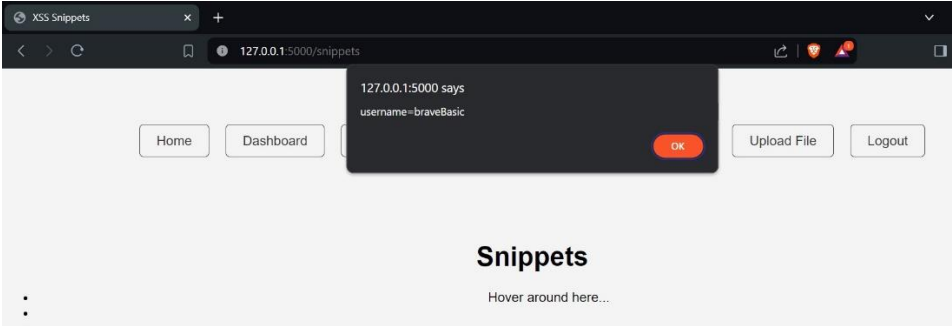 XSS Snippets
127.0.0.1:5000/snippets
127.0.0.1:5000 says
username=braveBasic
OK
Home Dashboard Upload File Logout
Snippets
Hover around here...